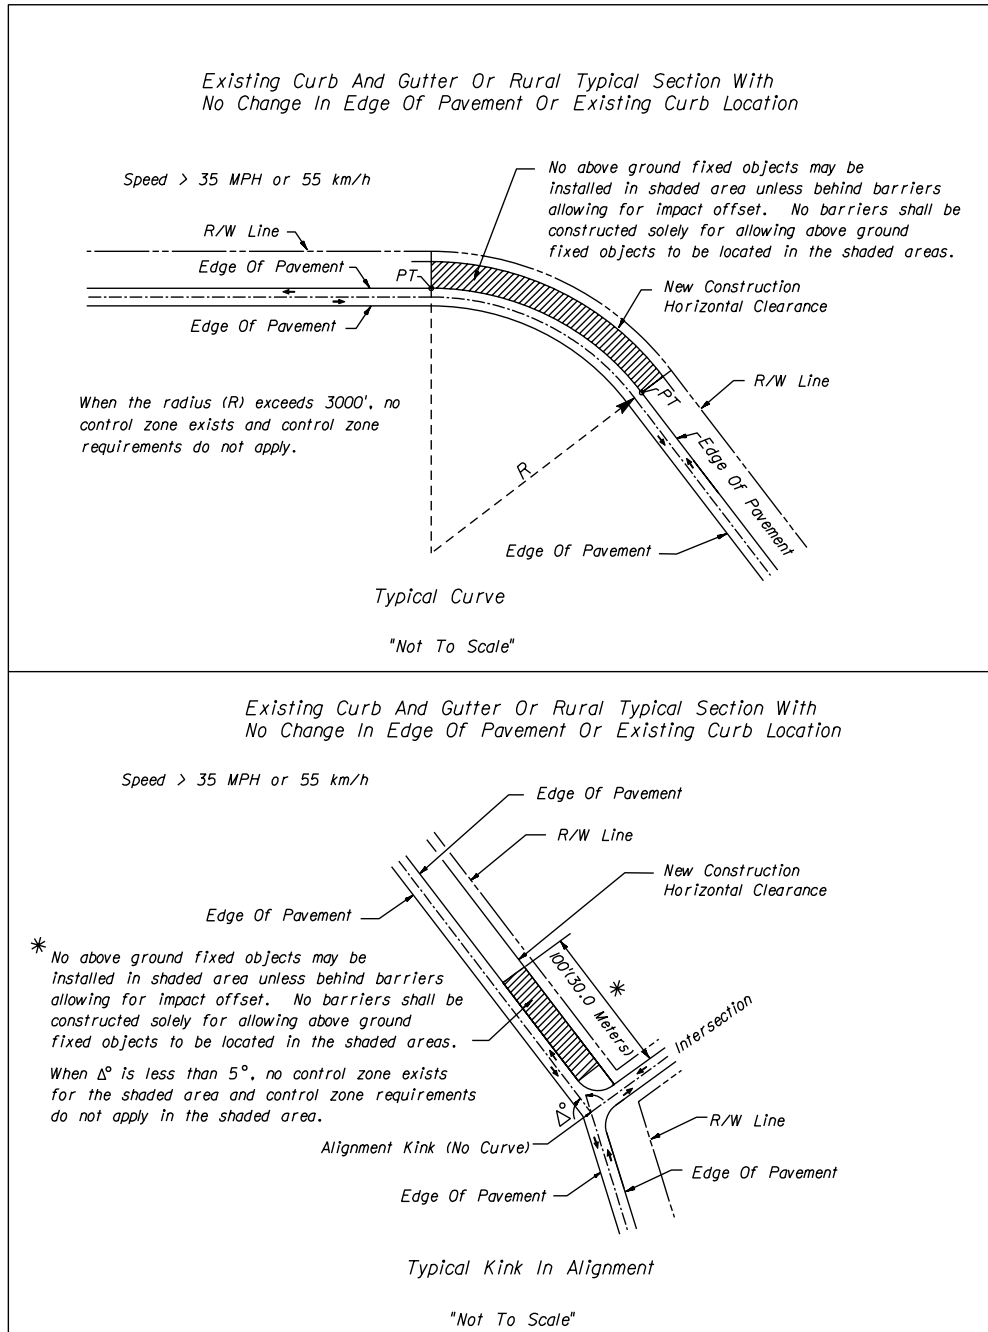 Existing Curb And Gutter Or Rural Typical Section With
No Change In Edge Of Pavement Or Existing Curb Location
Speed > 35 MPH or 55 km/h
No above ground fixed objects may be
installed in shaded area unless behind barriers
allowing for impact offset. No barriers shall be
constructed solely for allowing above ground
fixed objects to be located in the shaded areas.
R/W Line
Edge Of Pavement
PT
New Construction
Horizontal Clearance
Edge Of Pavement
R/W Line
PT
When the radius (R) exceeds 3000', no
control zone exists and control zone
requirements do not apply.
Edge Of Pavement
R
Edge Of Pavement
Typical Curve
"Not To Scale"
Existing Curb And Gutter Or Rural Typical Section With
No Change In Edge Of Pavement Or Existing Curb Location
Speed > 35 MPH or 55 km/h
Edge Of Pavement
R/W Line
New Construction
Horizontal Clearance
Edge Of Pavement
* No above ground fixed objects may be
installed in shaded area unless behind barriers
allowing for impact offset. No barriers shall be
constructed solely for allowing above ground
fixed objects to be located in the shaded areas.
100'(30.0 Meters)
*
Intersection
When Δ° is less than 5°, no control zone exists
for the shaded area and control zone requirements
do not apply in the shaded area.
Δ°
R/W Line
Alignment Kink (No Curve)
Edge Of Pavement
Edge Of Pavement
Typical Kink In Alignment
"Not To Scale"